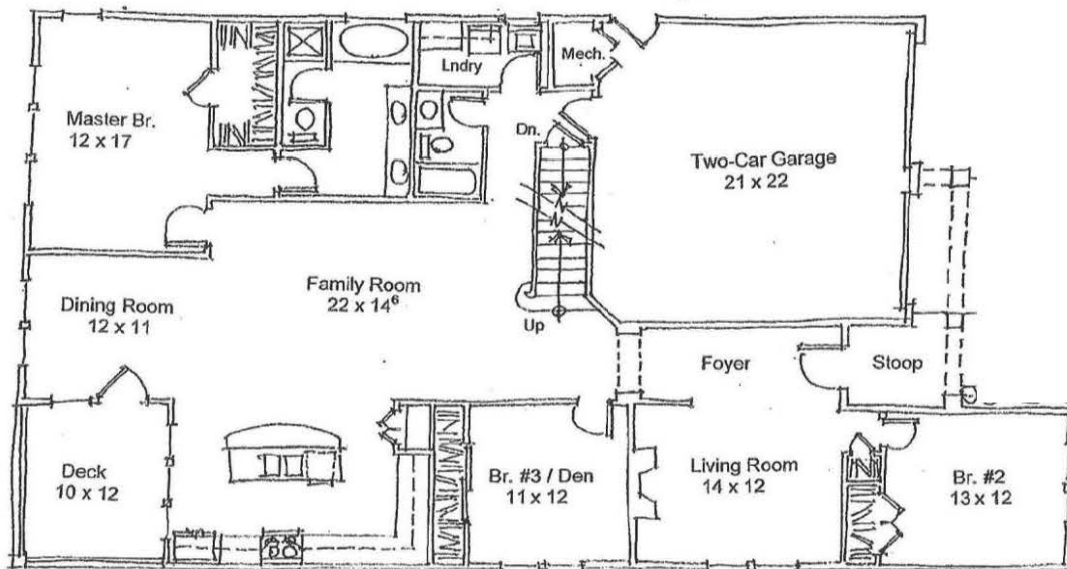 Mech.
Lndry
Master Br.
12 x 17
Dn.
Two-Car Garage
21 x 22
Family Room
22 x 14⁶
Dining Room
12 x 11
Up
Foyer
Stoop
Deck
10 x 12
Br. #3 / Den
11 x 12
Living Room
14 x 12
Br. #2
13 x 12